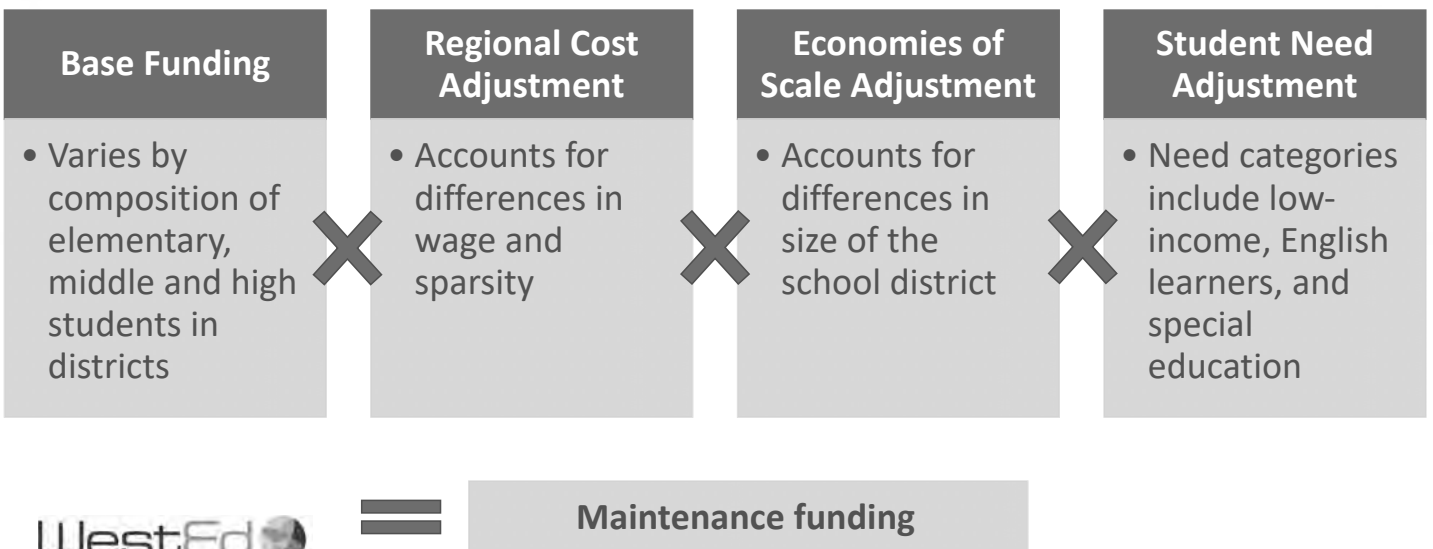 Base Funding
• Varies by
composition of
elementary,
middle and high
students in
districts
Regional Cost
Adjustment
• Accounts for
differences in
wage and
sparsity
Economies of
Scale Adjustment
• Accounts for
differences in
size of the
school district
Student Need
Adjustment
• Need categories
include low-
income, English
learners, and
special
education
Maintenance funding
WestEd